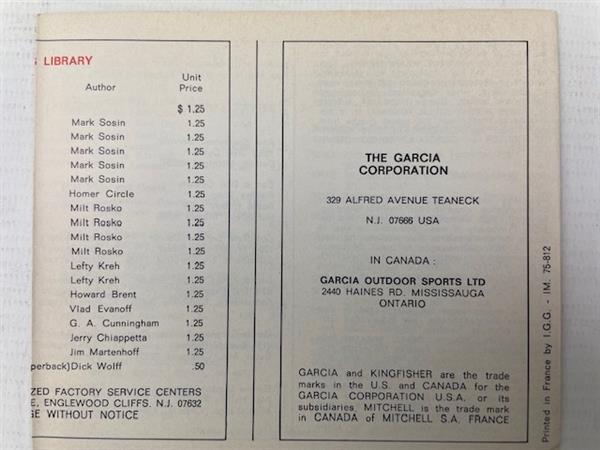 LIBRARY
Author Unit Price
$ 1.25
Mark Sosin 1.25
Mark Sosin 1.25
Mark Sosin 1.25
Mark Sosin 1.25
Mark Sosin 1.25
Homer Circle 1.25
Milt Rosko 1.25
Milt Rosko 1.25
Milt Rosko 1.25
Milt Rosko 1.25
Lefty Kreh 1.25
Lefty Kreh 1.25
Howard Brent 1.25
Vlad Evanoff 1.25
G. A. Cunningham 1.25
Jerry Chiappetta 1.25
Jim Martenhoff 1.25
perback) Dick Wolff .50
ZED FACTORY SERVICE CENTERS
E, ENGLEWOOD CLIFFS. N.J. 07632
GE WITHOUT NOTICE
THE GARCIA
CORPORATION
329 ALFRED AVENUE TEANECK
N.J. 07666 USA
IN CANADA :
GARCIA OUTDOOR SPORTS LTD
2440 HAINES RD. MISSISSAUGA
ONTARIO
GARCIA and KINGFISHER are the trade
marks in the U.S. and CANADA for the
GARCIA CORPORATION U.S.A. or its
subsidiaries. MITCHELL is the trade mark
in CANADA of MITCHELL S.A. FRANCE
Printed in France by I.G.G. - IM. 75-812